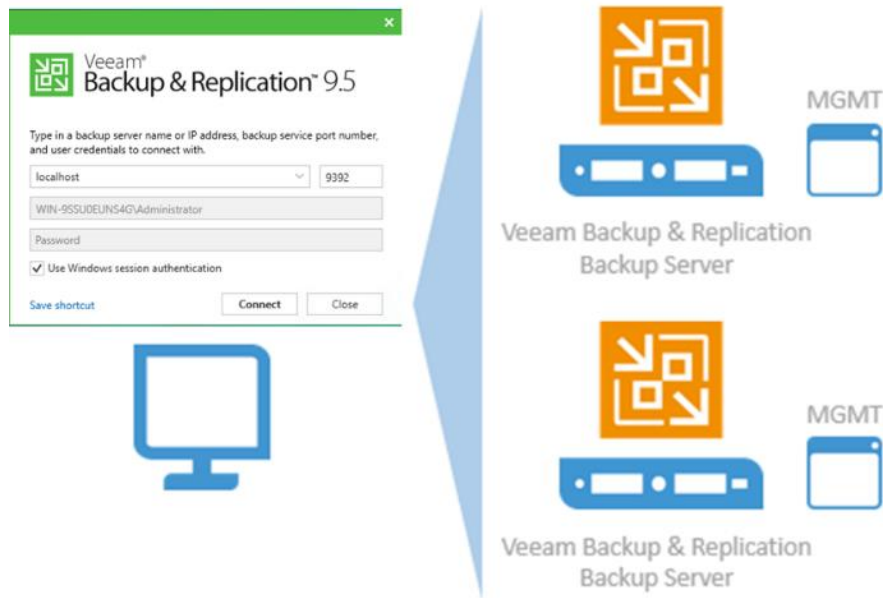 Veeam®
Backup & Replication™ 9.5
Type in a backup server name or IP address, backup service port number,
and user credentials to connect with.
localhost
9392
WIN-9SSU0EUNS4G\Administrator
Password
Use Windows session authentication
Save shortcut
Connect
Close
MGMT
Veeam Backup & Replication
Backup Server
MGMT
Veeam Backup & Replication
Backup Server